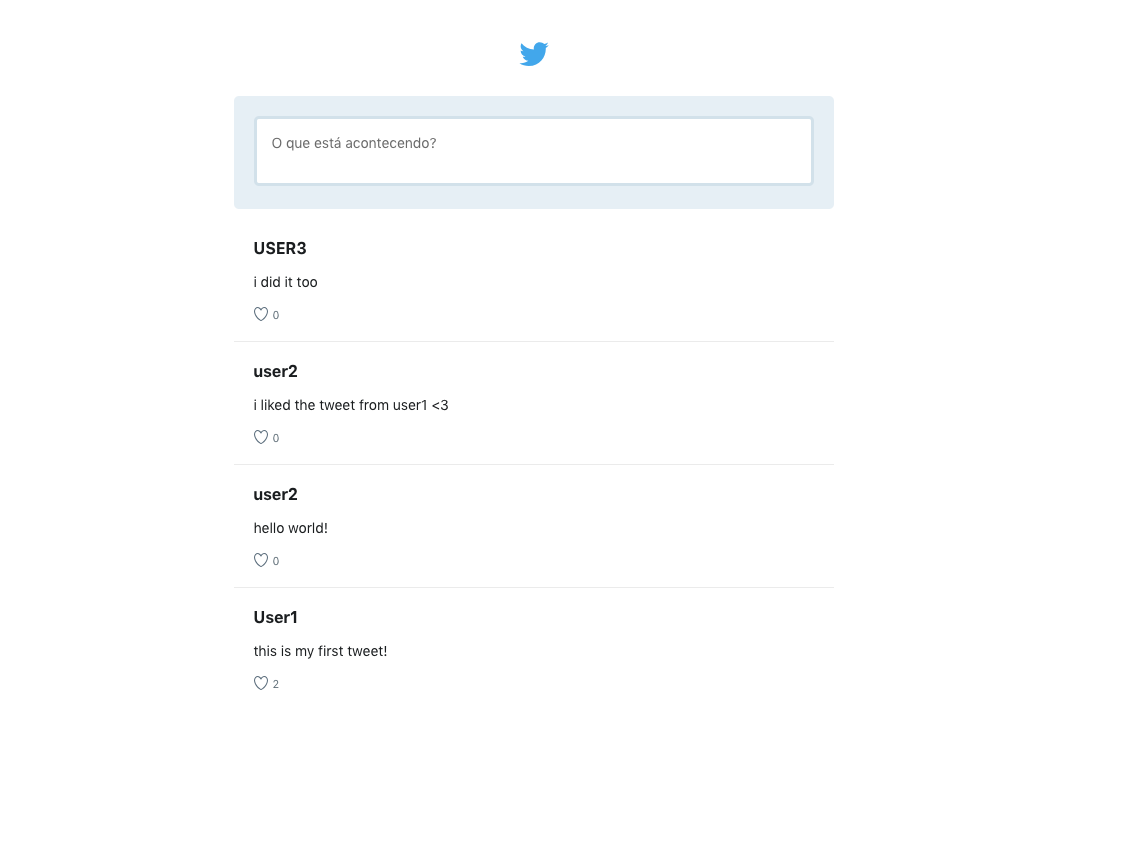 O que está acontecendo?
USER3
i did it too
0
user2
i liked the tweet from user1 <3
0
user2
hello world!
0
User1
this is my first tweet!
2